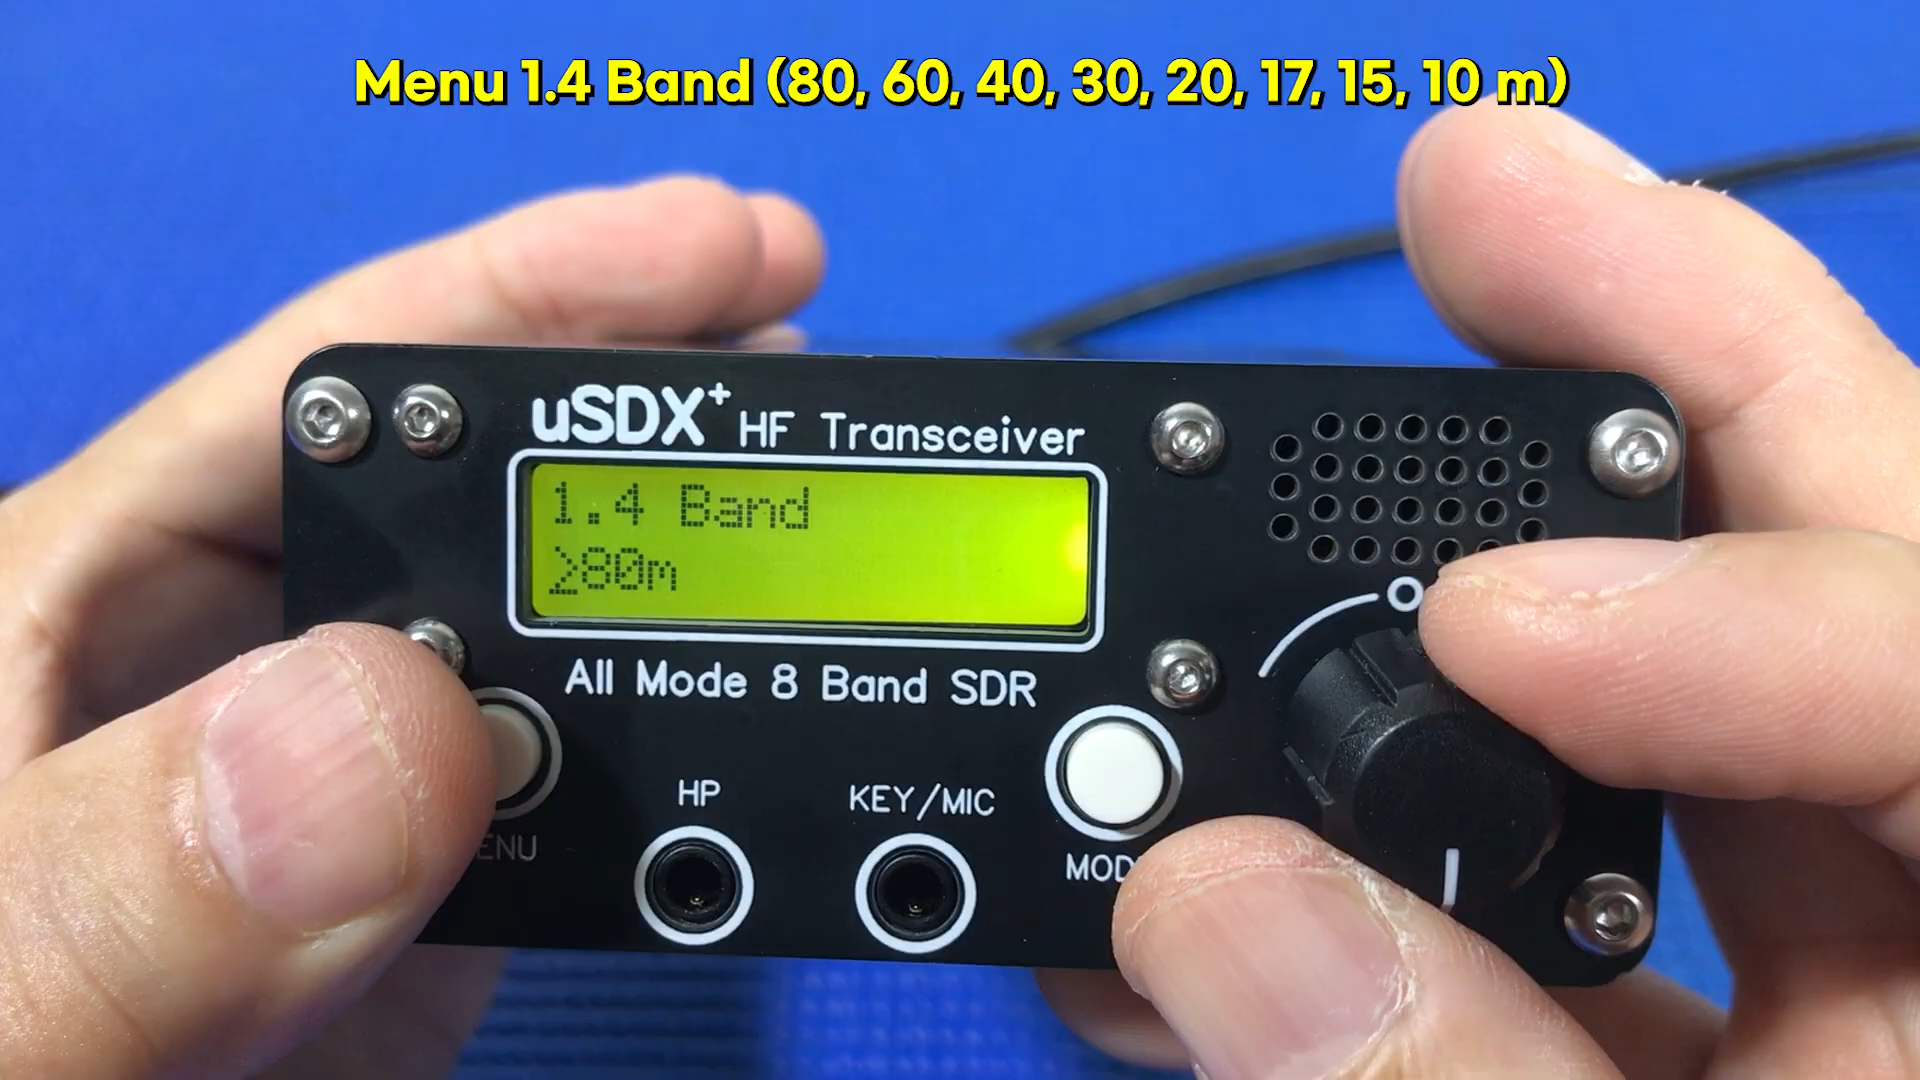 Menu 1.4 Band (80, 60, 40, 30, 20, 17, 15, 10 m)
uSDX+ HF Transceiver
1.4 Band
>80m
All Mode 8 Band SDR
HP
KEY/MIC
ENU
MOD